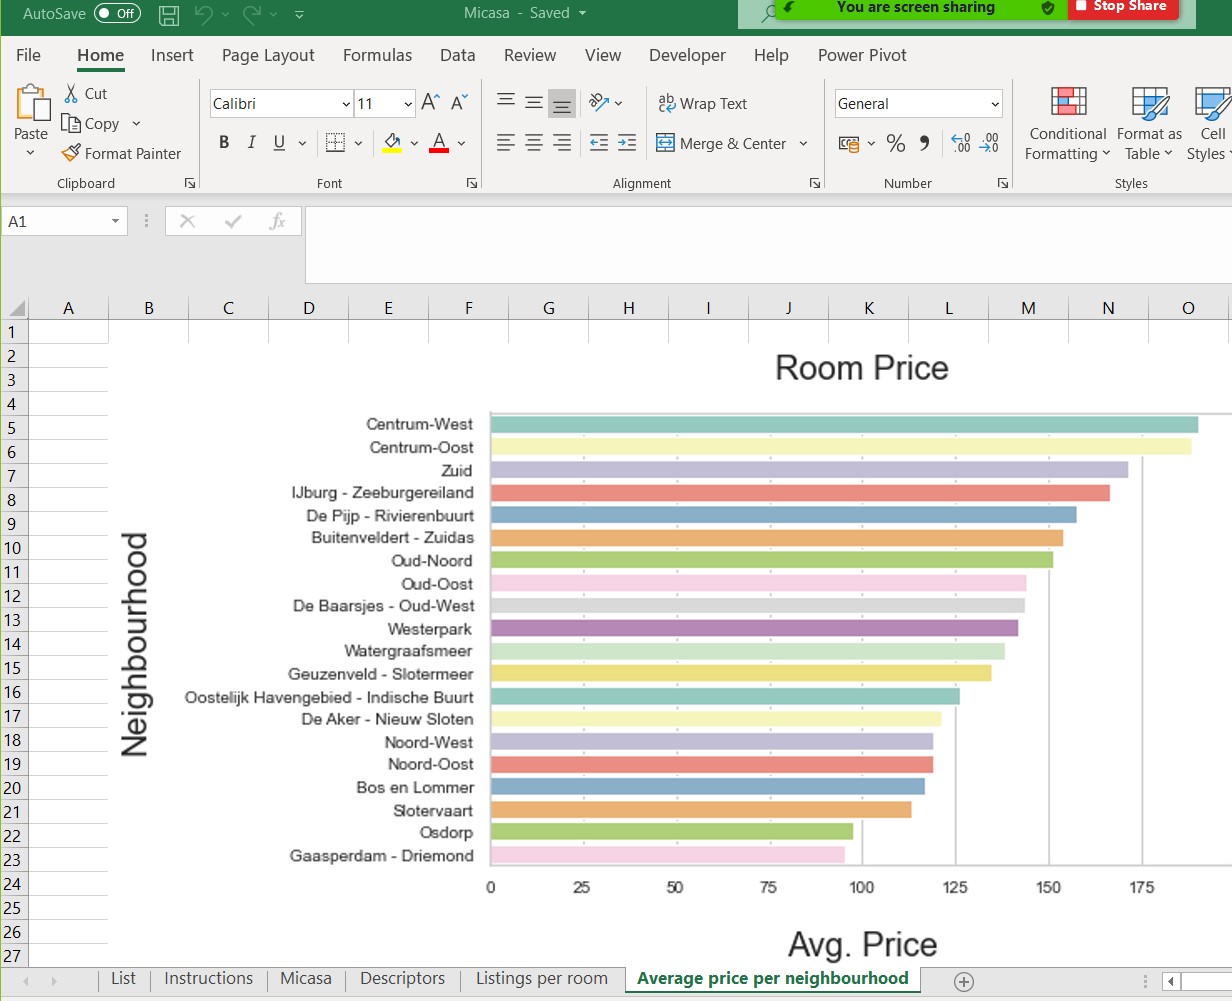 AutoSave Off Micasa - Saved You are screen sharing Stop Share
File Home Insert Page Layout Formulas Data Review View Developer Help Power Pivot
Paste Cut Copy Format Painter
Calibri 11
B I U A
ab Wrap Text
Merge & Center
General
% .00 .00
Conditional Formatting Format as Table Cell Styles
Clipboard Font Alignment Number Styles
A1 fx
A B C D E F G H I J K L M N O
1
2
3
4
5
6
7
8
9
10
11
12
13
14
15
16
17
18
19
20
21
22
23
24
25
26
27
Room Price
Neighbourhood
Centrum-West
Centrum-Oost
Zuid
IJburg - Zeeburgereiland
De Pijp - Rivierenbuurt
Buitenveldert - Zuidas
Oud-Noord
Oud-Oost
De Baarsjes - Oud-West
Westerpark
Watergraafsmeer
Geuzenveld - Slotermeer
Oostelijk Havengebied - Indische Buurt
De Aker - Nieuw Sloten
Noord-West
Noord-Oost
Bos en Lommer
Slotervaart
Osdorp
Gaasperdam - Driemond
0 25 50 75 100 125 150 175
Avg. Price
List Instructions Micasa Descriptors Listings per room Average price per neighbourhood